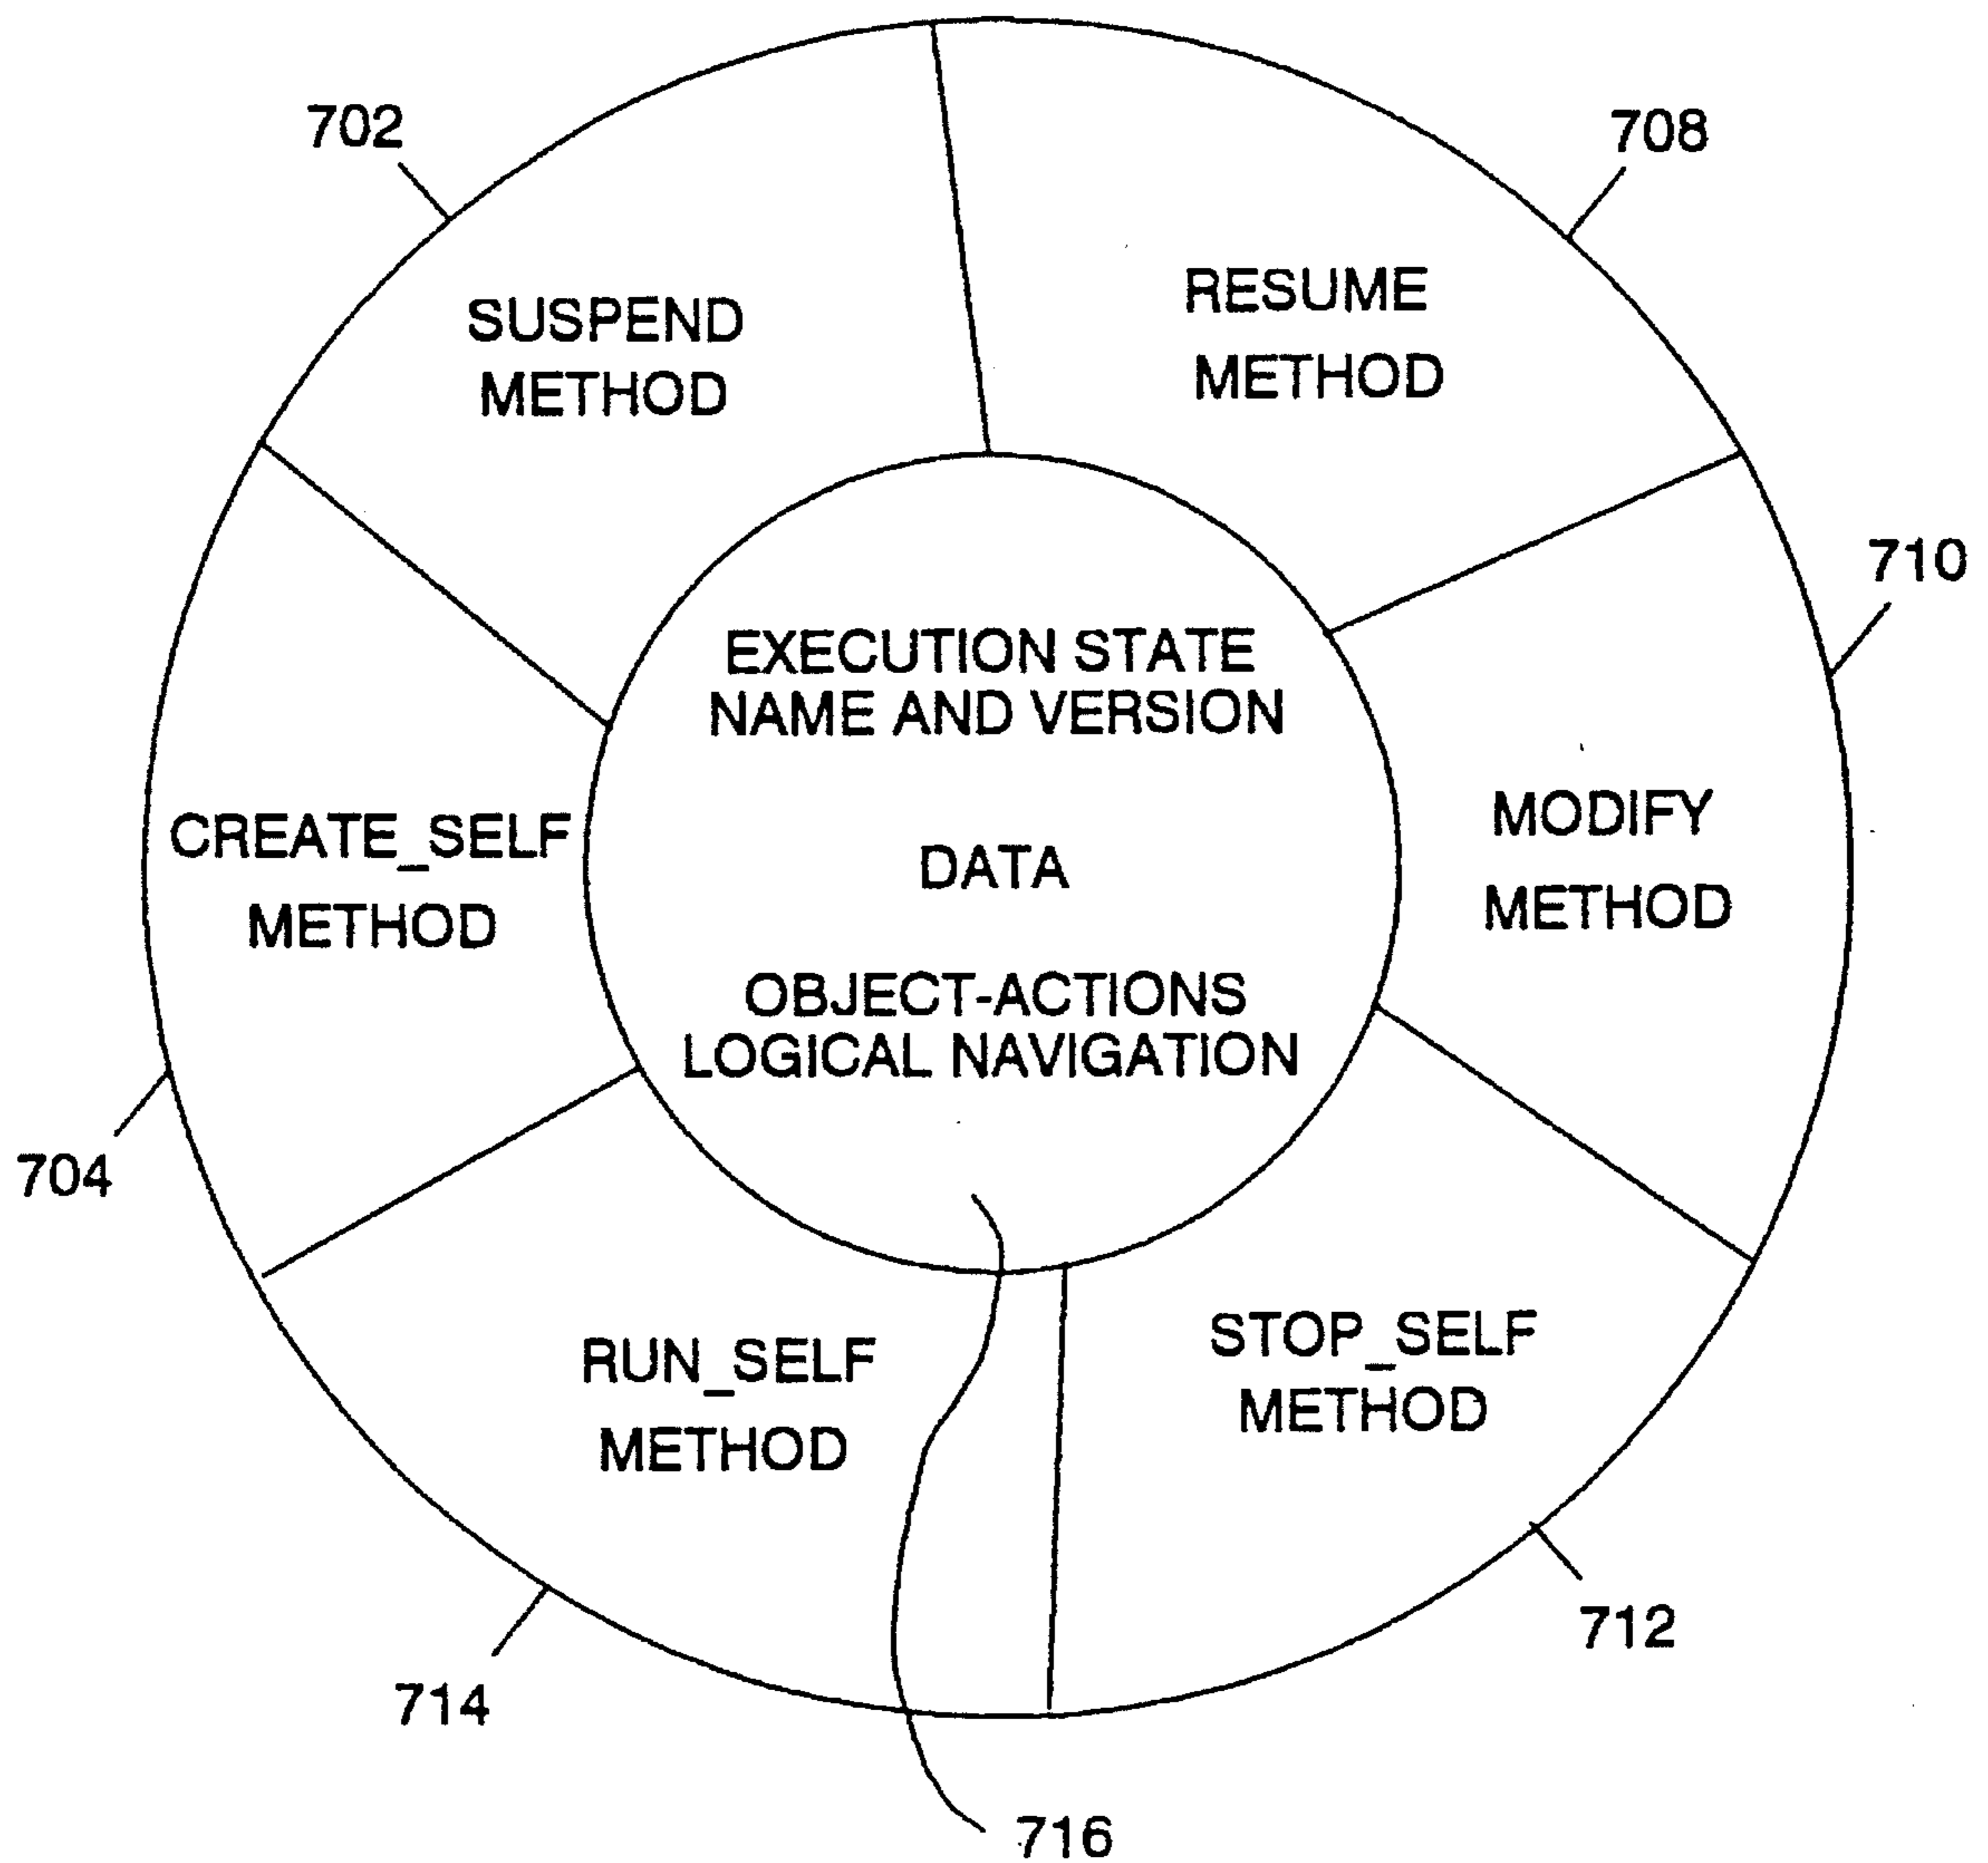 702
708
SUSPEND
METHOD
RESUME
METHOD
710
EXECUTION STATE
NAME AND VERSION
DATA
OBJECT-ACTIONS
LOGICAL NAVIGATION
CREATE_SELF
METHOD
MODIFY
METHOD
704
RUN_SELF
METHOD
STOP_SELF
METHOD
712
714
716